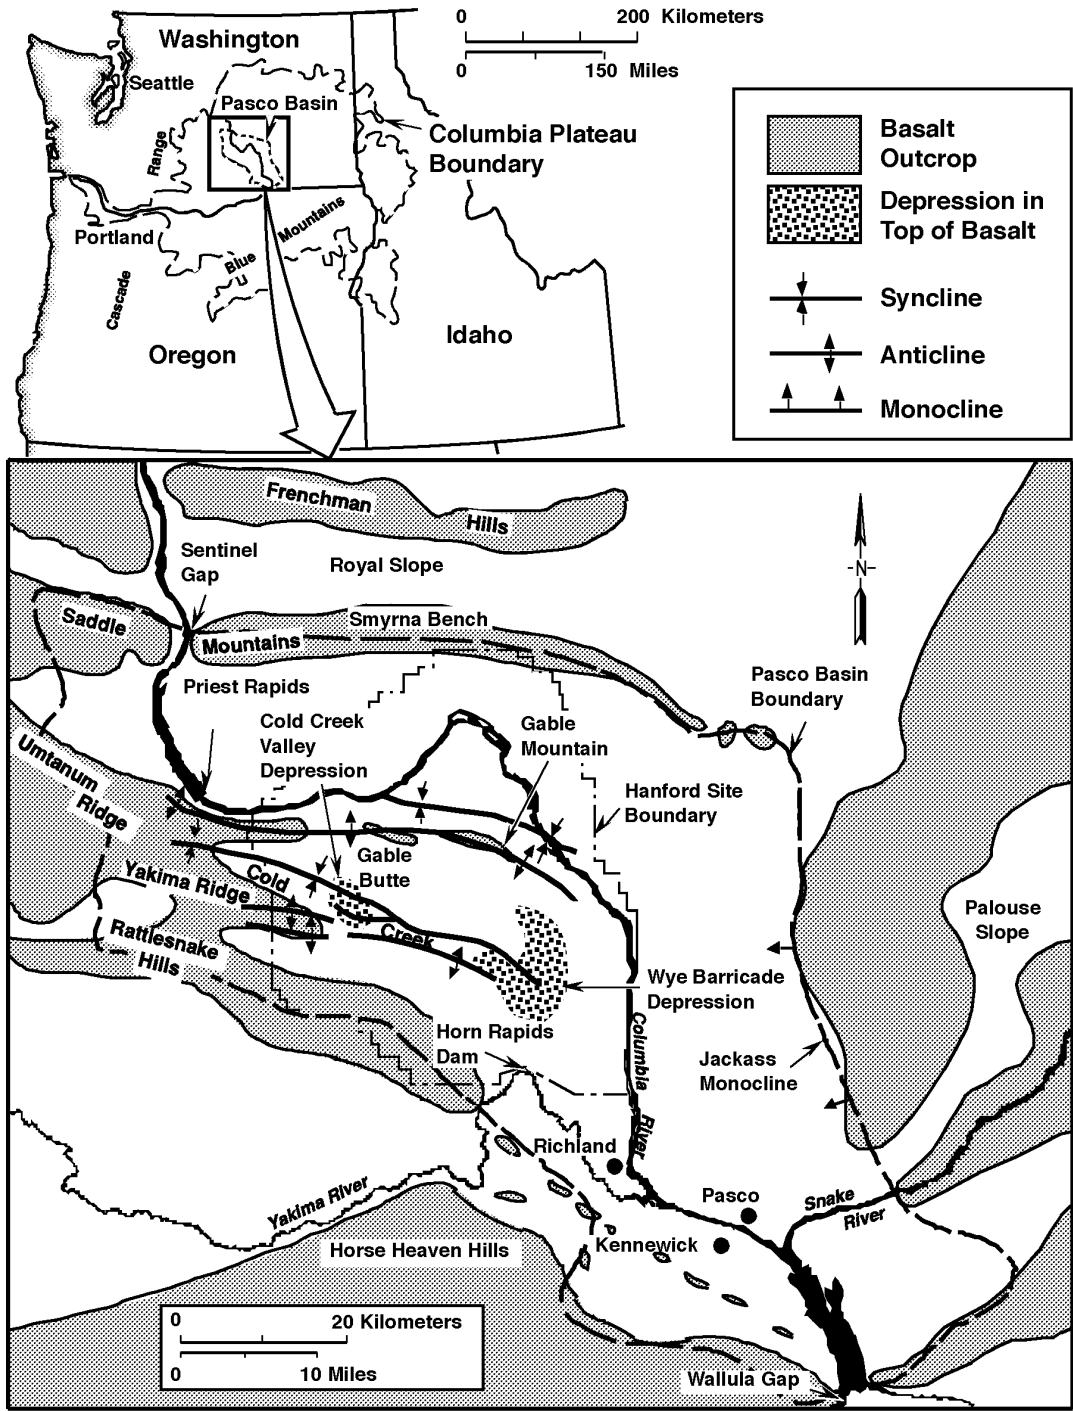 0 200 Kilometers
0 150 Miles
Washington
Seattle
Pasco Basin
Range
Columbia Plateau
Boundary
Portland
Mountains
Blue
Cascade
Oregon
Idaho
Basalt
Outcrop
Depression in
Top of Basalt
Syncline
Anticline
Monocline
Frenchman
Hills
Sentinel
Gap
Royal Slope
N
Saddle
Mountains
Smyrna Bench
Priest Rapids
Pasco Basin
Boundary
Cold Creek
Valley
Depression
Gable
Mountain
Umtanum
Ridge
Hanford Site
Boundary
Gable
Butte
Yakima Ridge
Cold
Creek
Rattlesnake
Hills
Palouse
Slope
Wye Barricade
Depression
Horn Rapids
Dam
Columbia
River
Jackass
Monocline
Richland
Yakima River
Pasco
Snake
River
Kennewick
Horse Heaven Hills
0 20 Kilometers
0 10 Miles
Wallula Gap